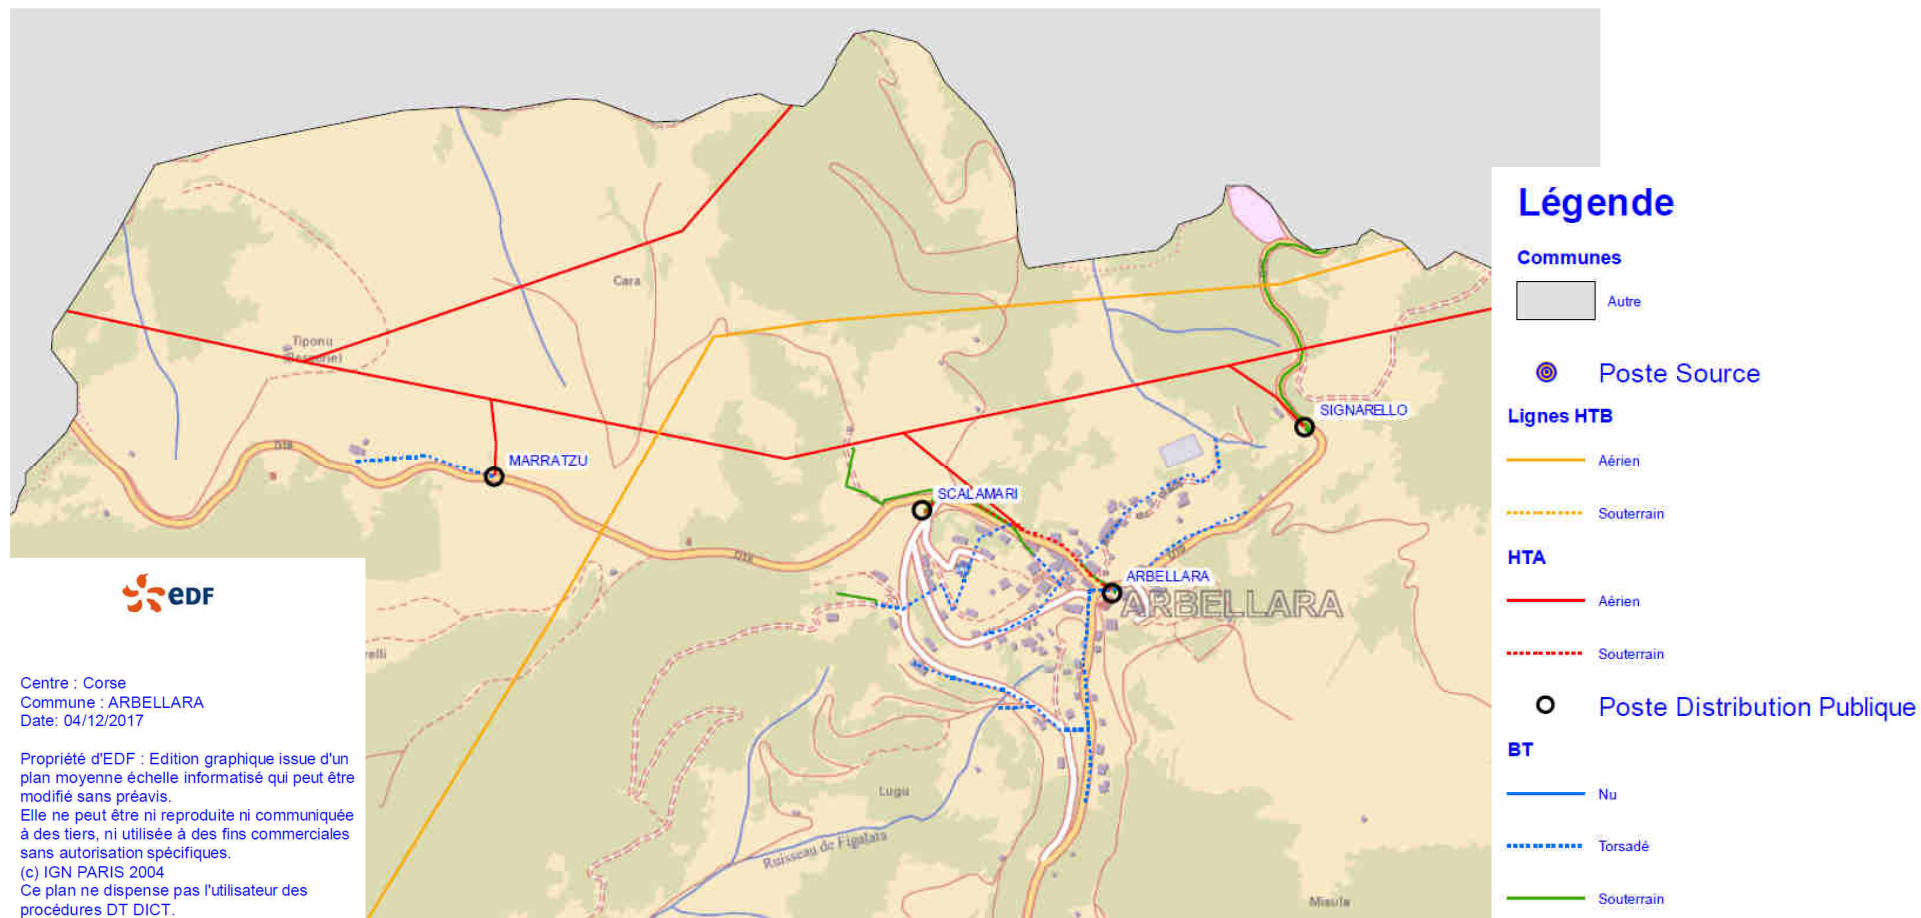 Légende
Communes
Autre
Poste Source
Lignes HTB
Aérien
Souterrain
HTA
Aérien
Souterrain
Poste Distribution Publique
BT
Nu
Torsadé
Souterrain
Cara
Tiponu
SIGNARELLO
MARRATZU
SCALAMARI
D19
D19
D19
ARBELLARA
ARBELLARA
Lugu
Ruisseau de Figalata
Misula
eDF
Centre : Corse
Commune : ARBELLARA
Date: 04/12/2017
Propriété d'EDF : Edition graphique issue d'un
plan moyenne échelle informatisé qui peut être
modifié sans préavis.
Elle ne peut être ni reproduite ni communiquée
à des tiers, ni utilisée à des fins commerciales
sans autorisation spécifiques.
(c) IGN PARIS 2004
Ce plan ne dispense pas l'utilisateur des
procédures DT DICT.